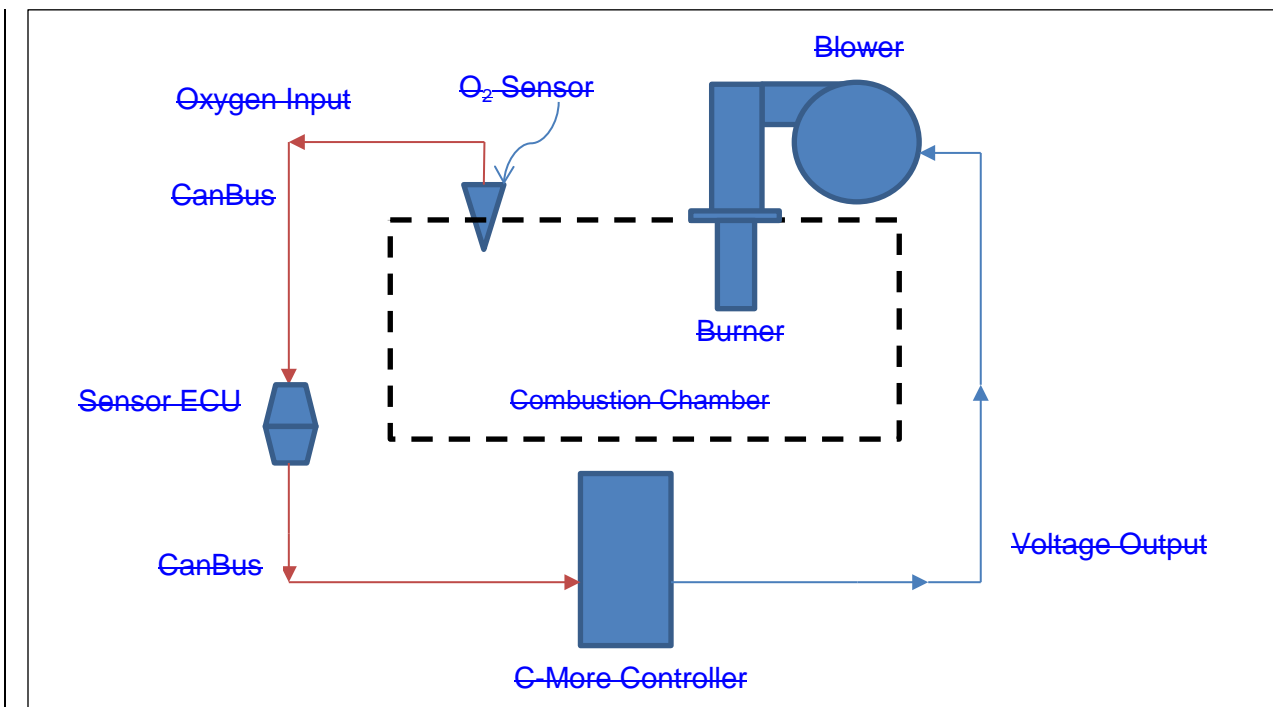 Blower
O₂ Sensor
Oxygen Input
CanBus
Burner
Sensor ECU
Combustion Chamber
CanBus
Voltage Output
C-More Controller